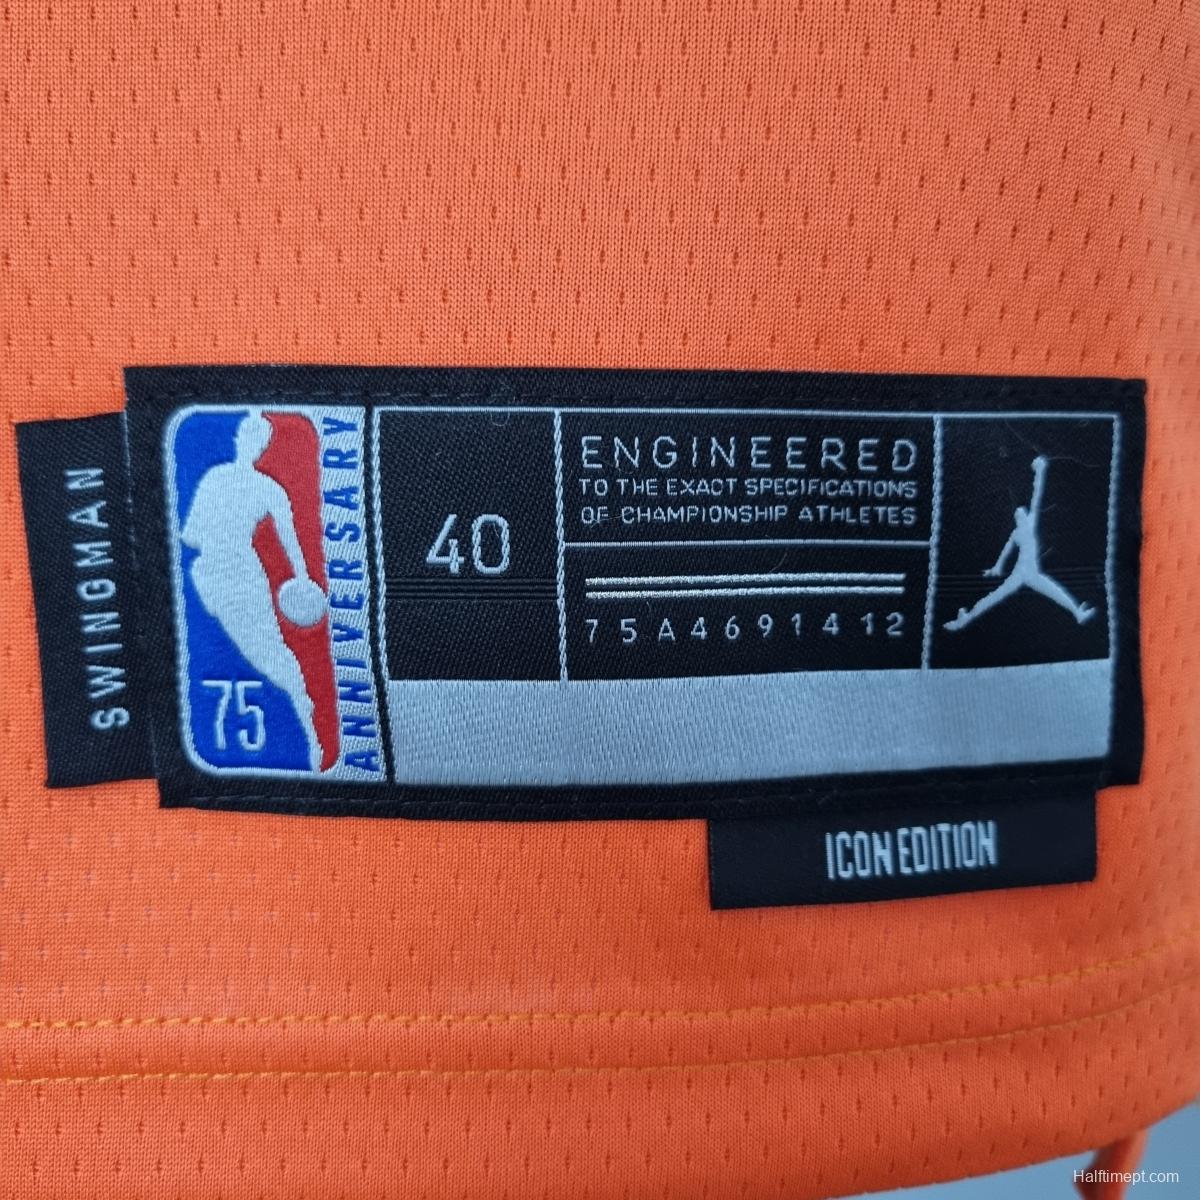 SWINGMAN
75
ANNIVERSARY
40
ENGINEERED
TO THE EXACT SPECIFICATIONS
OF CHAMPIONSHIP ATHLETES
75A4691412
ICON EDITION
Halftimept.com